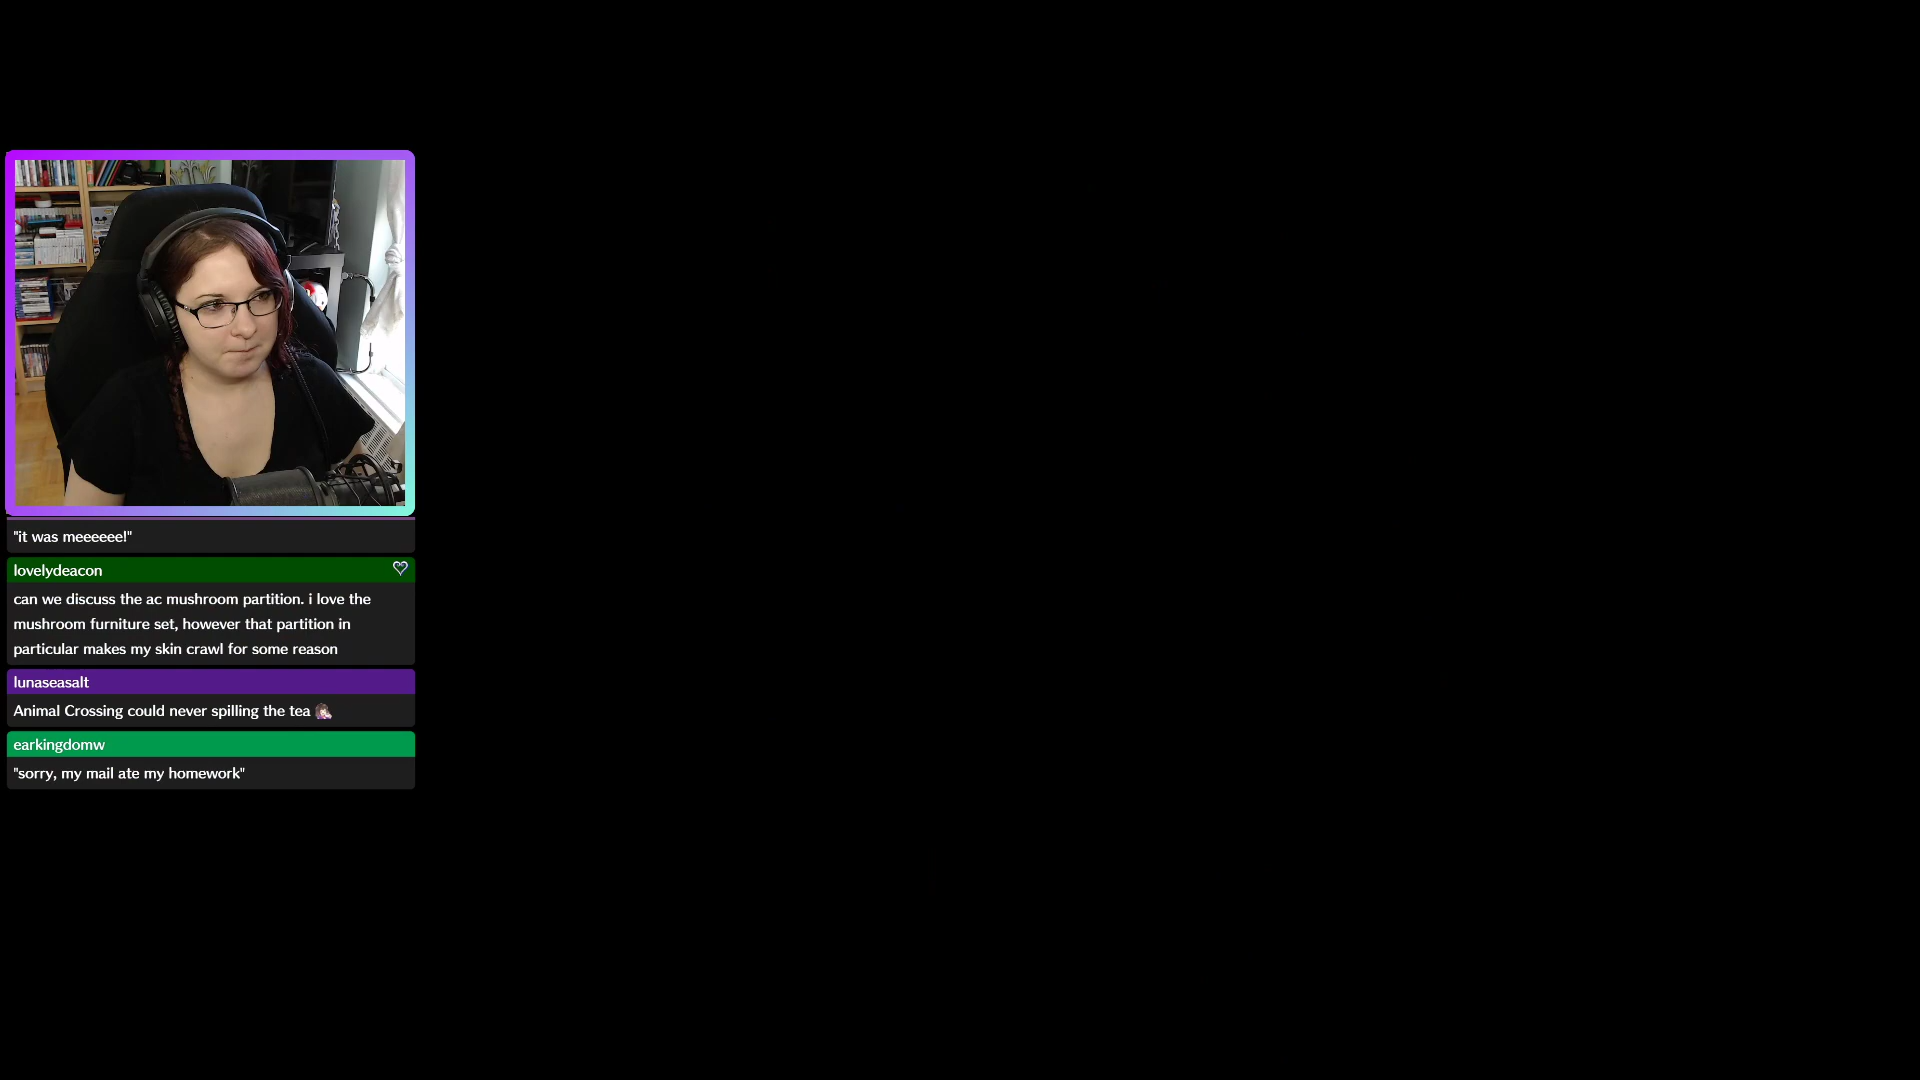 "it was meeeeee!"
lovelydeacon
can we discuss the ac mushroom partition. i love the
mushroom furniture set, however that partition in
particular makes my skin crawl for some reason
lunaseasalt
Animal Crossing could never spilling the tea
earkingdomw
"sorry, my mail ate my homework"